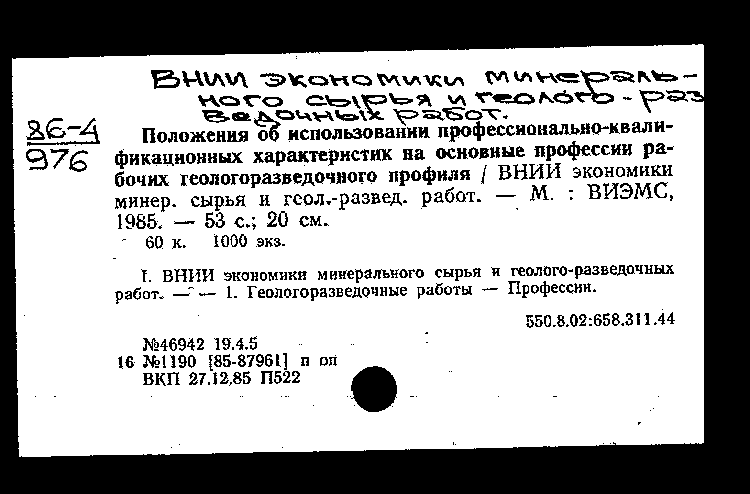 ВНИИ экономики минераль-
ного сырья и геолого-раз
ведочных работ.
86-4
976
Положения об использовании профессионально-квали-
фикационных характеристик на основные профессии ра-
бочих геологоразведочного профиля / ВНИИ экономики
минер. сырья и геол.-развед. работ. — М. : ВИЭМС,
1985. — 53 с.; 20 см.
60 к. 1000 экз.
I. ВНИИ экономики минерального сырья и геолого-разведочных
работ. — — 1. Геологоразведочные работы — Профессии.
550.8.02:658.311.44
№46942 19.4.5
16 №1190 [85-87961] п оп
ВКП 27.12.85 П522